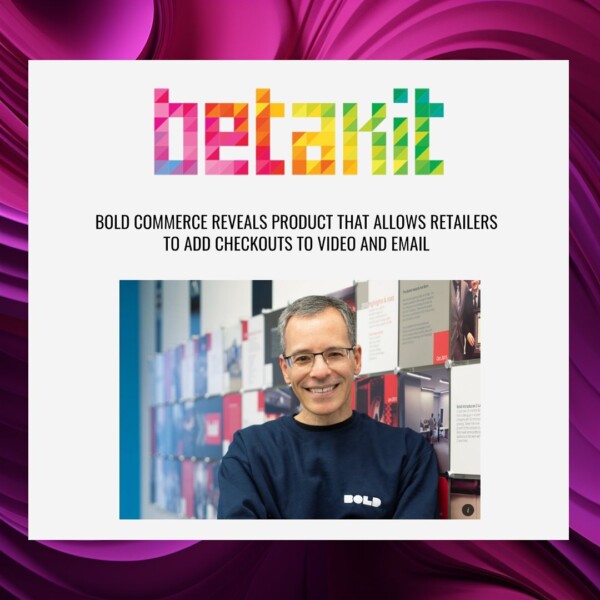 betakit
BOLD COMMERCE REVEALS PRODUCT THAT ALLOWS RETAILERS
TO ADD CHECKOUTS TO VIDEO AND EMAIL
BOLD